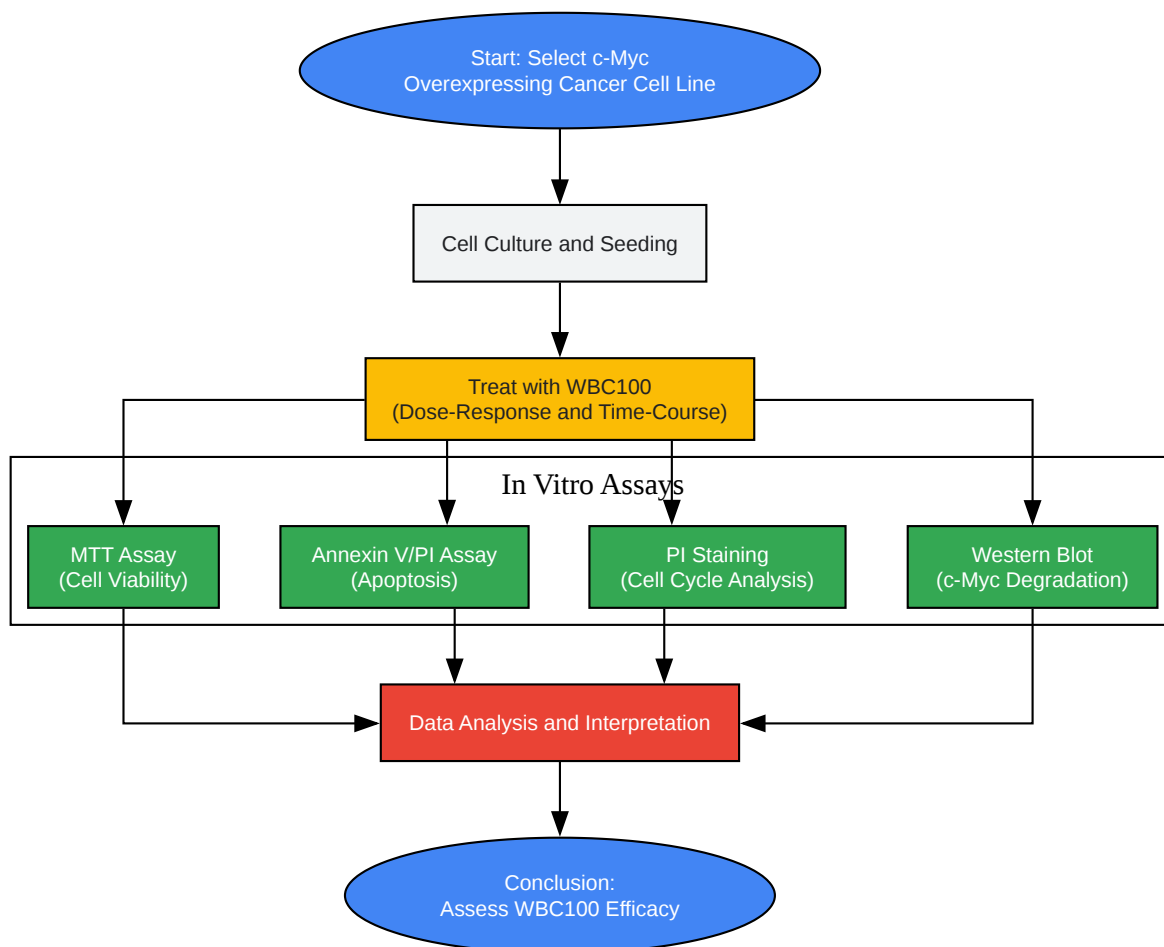 Start: Select c-Myc
Overexpressing Cancer Cell Line
Cell Culture and Seeding
Treat with WBC100
(Dose-Response and Time-Course)
In Vitro Assays
MTT Assay
(Cell Viability)
Annexin V/PI Assay
(Apoptosis)
PI Staining
(Cell Cycle Analysis)
Western Blot
(c-Myc Degradation)
Data Analysis and Interpretation
Conclusion:
Assess WBC100 Efficacy